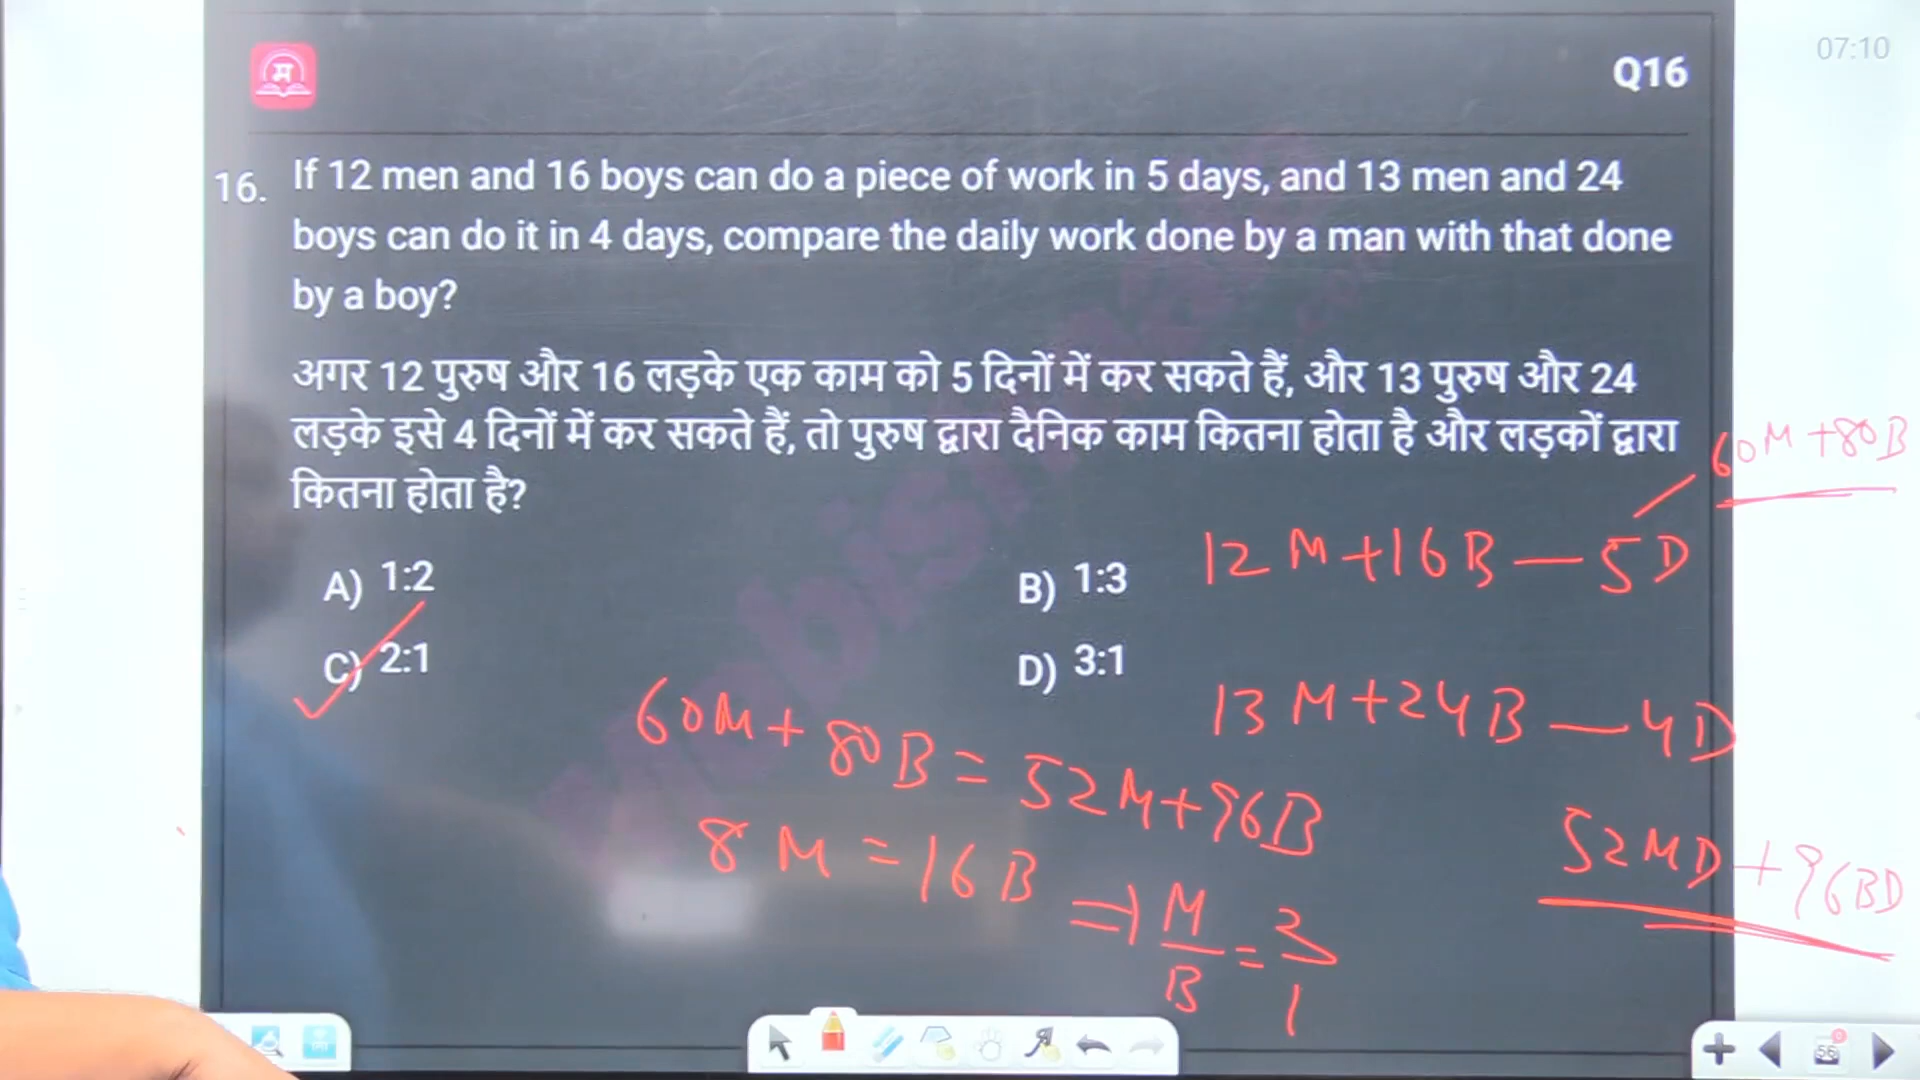 07:10
म
Q16
16. If 12 men and 16 boys can do a piece of work in 5 days, and 13 men and 24
boys can do it in 4 days, compare the daily work done by a man with that done
by a boy?
अगर 12 पुरुष और 16 लड़के एक काम को 5 दिनों में कर सकते हैं, और 13 पुरुष और 24
लड़के इसे 4 दिनों में कर सकते हैं, तो पुरुष द्वारा दैनिक काम कितना होता है और लड़कों द्वारा
कितना होता है?
60M+80B
12M+16B—5D
A) 1:2
B) 1:3
C) 2:1
D) 3:1
13M+24B—4D
60M+80B=52M+96B
52MD+96BD
8M=16B
⇒ M/B = 2/1
56